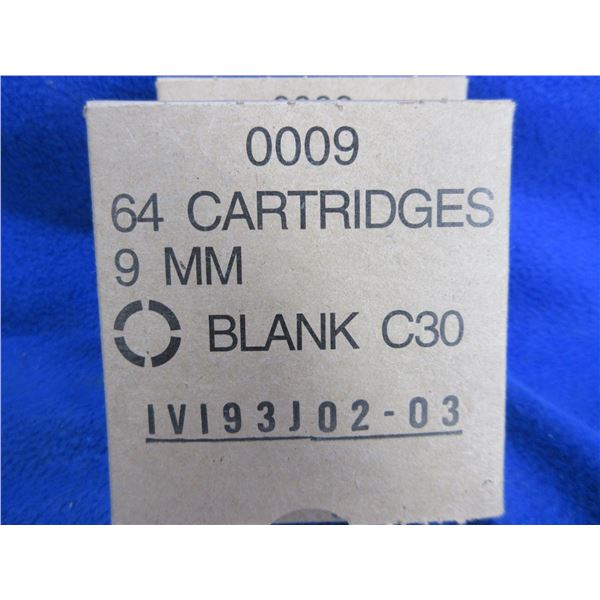 0009
64 CARTRIDGES
9 MM
BLANK C30
IVI93J02-03